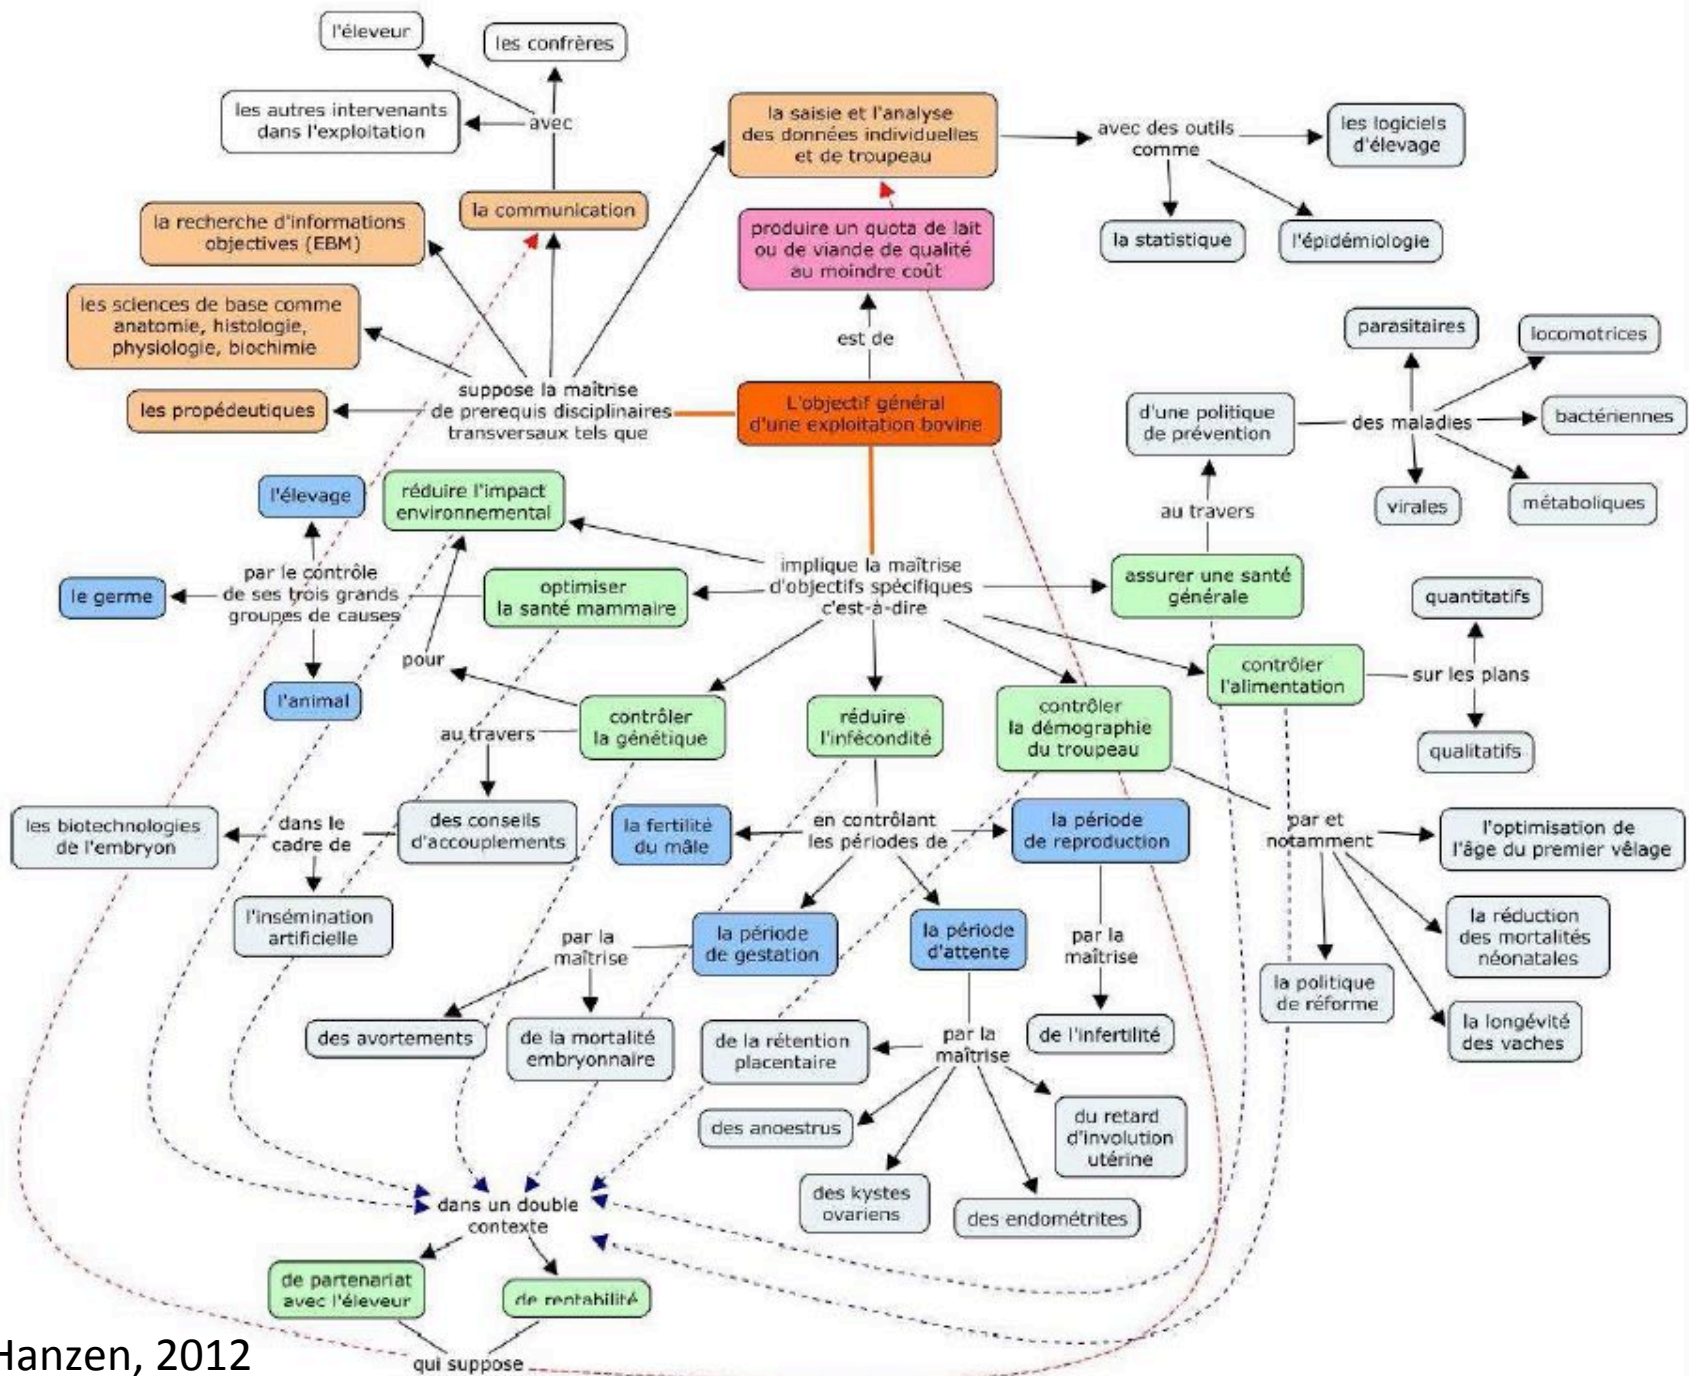 l'éleveur
les confrères
les autres intervenants
dans l'exploitation
avec
la saisie et l'analyse
des données individuelles
et de troupeau
avec des outils
comme
les logiciels
d'élevage
la recherche d'informations
objectives (EBM)
la communication
produire un quota de lait
ou de viande de qualité
au moindre coût
la statistique
l'épidémiologie
les sciences de base comme
anatomie, histologie,
physiologie, biochimie
est de
parasitaires
locomotrices
les propédeutiques
suppose la maîtrise
de prerequis disciplinaires
transversaux tels que
L'objectif général
d'une exploitation bovine
d'une politique
de prévention
des maladies
bactériennes
virales
métaboliques
l'élevage
réduire l'impact
environnemental
au travers
le germe
par le contrôle
de ses trois grands
groupes de causes
optimiser
la santé mammaire
implique la maîtrise
d'objectifs spécifiques
c'est-à-dire
assurer une santé
générale
quantitatifs
pour
l'animal
contrôler
l'alimentation
sur les plans
qualitatifs
au travers
contrôler
la génétique
réduire
l'infécondité
contrôler
la démographie
du troupeau
les biotechnologies
de l'embryon
dans le
cadre de
des conseils
d'accouplements
la fertilité
du mâle
en contrôlant
les périodes de
la période
de reproduction
par et
notamment
l'optimisation de
l'âge du premier vêlage
l'insémination
artificielle
par la
maîtrise
la période
de gestation
la période
d'attente
par la
maîtrise
la réduction
des mortalités
néonatales
la politique
de réforme
des avortements
de la mortalité
embryonnaire
de la rétention
placentaire
par la
maîtrise
de l'infertilité
la longévité
des vaches
des anoestrus
du retard
d'involution
utérine
des kystes
ovariens
des endométrites
dans un double
contexte
de partenariat
avec l'éleveur
de rentabilité
qui suppose
Hanzen, 2012